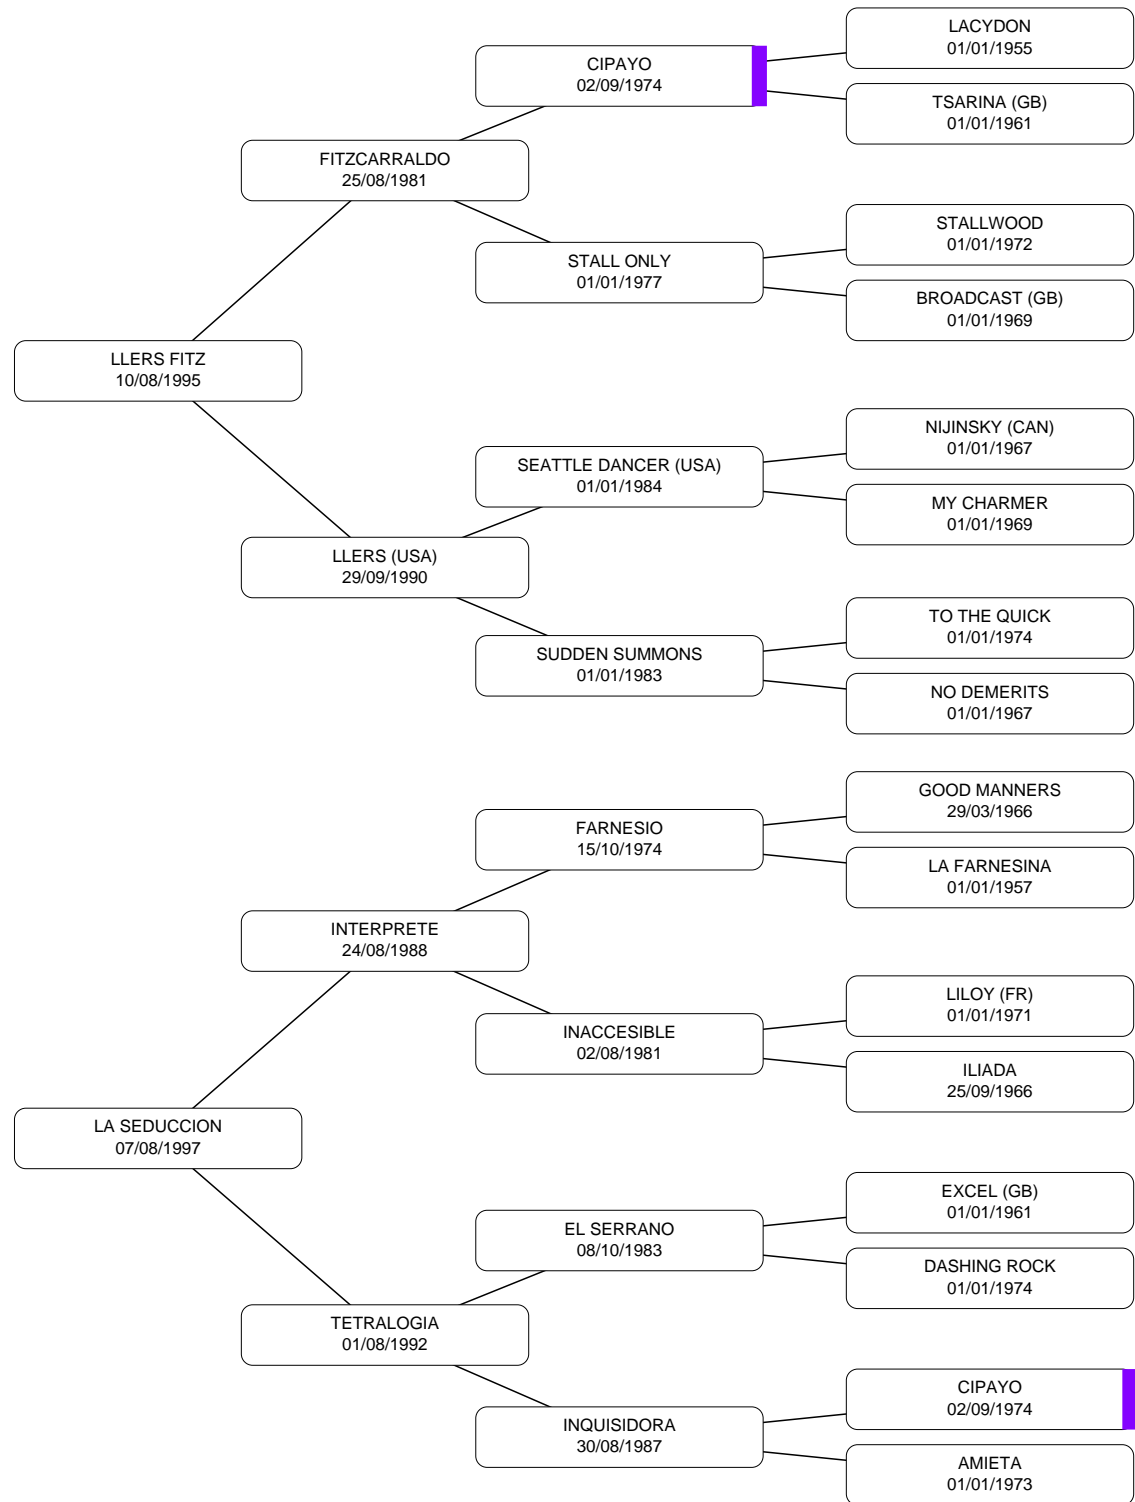 LACYDON
01/01/1955
CIPAYO
02/09/1974
TSARINA (GB)
01/01/1961
FITZCARRALDO
25/08/1981
STALLWOOD
01/01/1972
STALL ONLY
01/01/1977
BROADCAST (GB)
01/01/1969
LLERS FITZ
10/08/1995
NIJINSKY (CAN)
01/01/1967
SEATTLE DANCER (USA)
01/01/1984
MY CHARMER
01/01/1969
LLERS (USA)
29/09/1990
TO THE QUICK
01/01/1974
SUDDEN SUMMONS
01/01/1983
NO DEMERITS
01/01/1967
GOOD MANNERS
29/03/1966
FARNESIO
15/10/1974
LA FARNESINA
01/01/1957
INTERPRETE
24/08/1988
LILOY (FR)
01/01/1971
INACCESIBLE
02/08/1981
ILIADA
25/09/1966
LA SEDUCCION
07/08/1997
EXCEL (GB)
01/01/1961
EL SERRANO
08/10/1983
DASHING ROCK
01/01/1974
TETRALOGIA
01/08/1992
CIPAYO
02/09/1974
INQUISIDORA
30/08/1987
AMIETA
01/01/1973